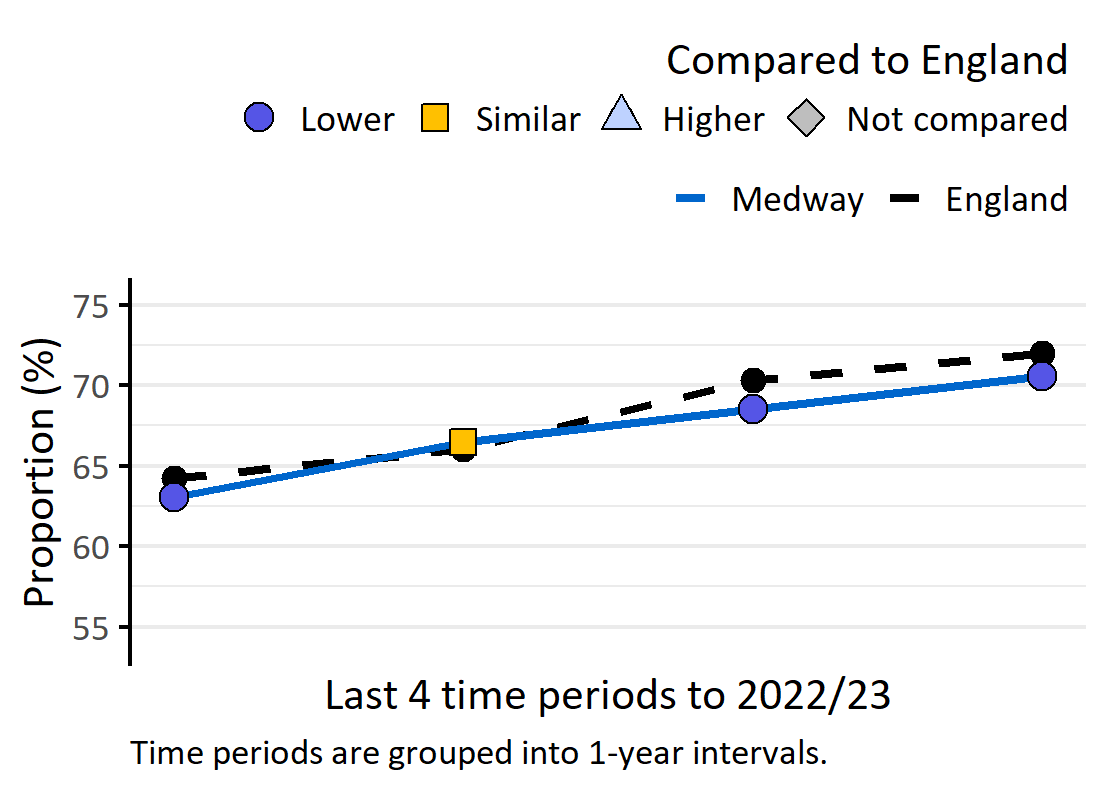 Compared to England
Lower Similar Higher Not compared
Medway England
Proportion (%)
75
70
65
60
55
Last 4 time periods to 2022/23
Time periods are grouped into 1-year intervals.